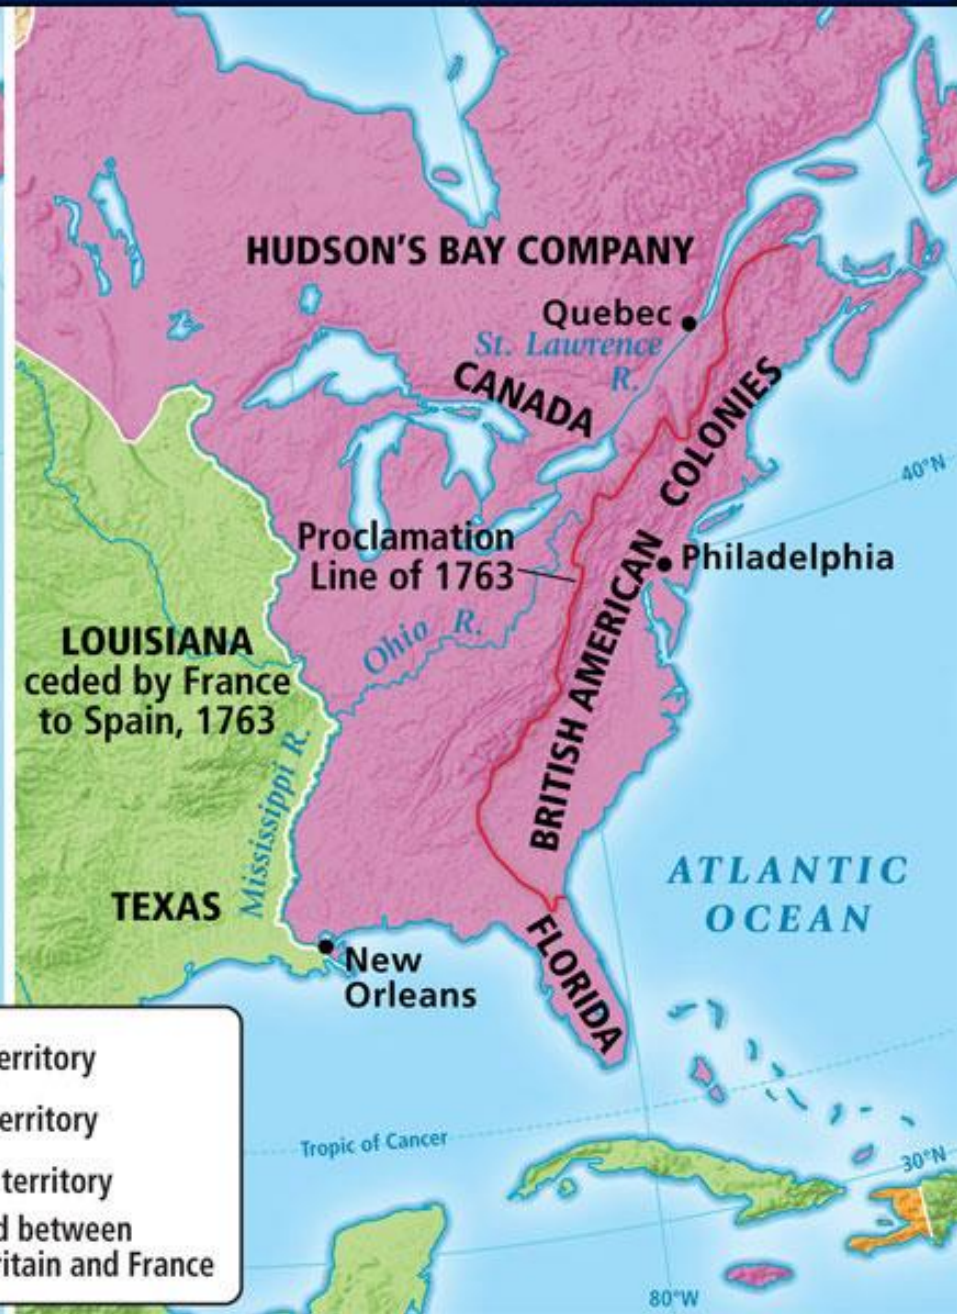 HUDSON'S BAY COMPANY
Quebec
St. Lawrence
R.
CANADA
COLONIES
40°N
Proclamation
Line of 1763
BRITISH AMERICAN
Philadelphia
Ohio R.
LOUISIANA
ceded by France
to Spain, 1763
Mississippi R.
ATLANTIC
OCEAN
TEXAS
New
Orleans
FLORIDA
erritory
erritory
territory
d between
ritain and France
Tropic of Cancer
30°N
80°W